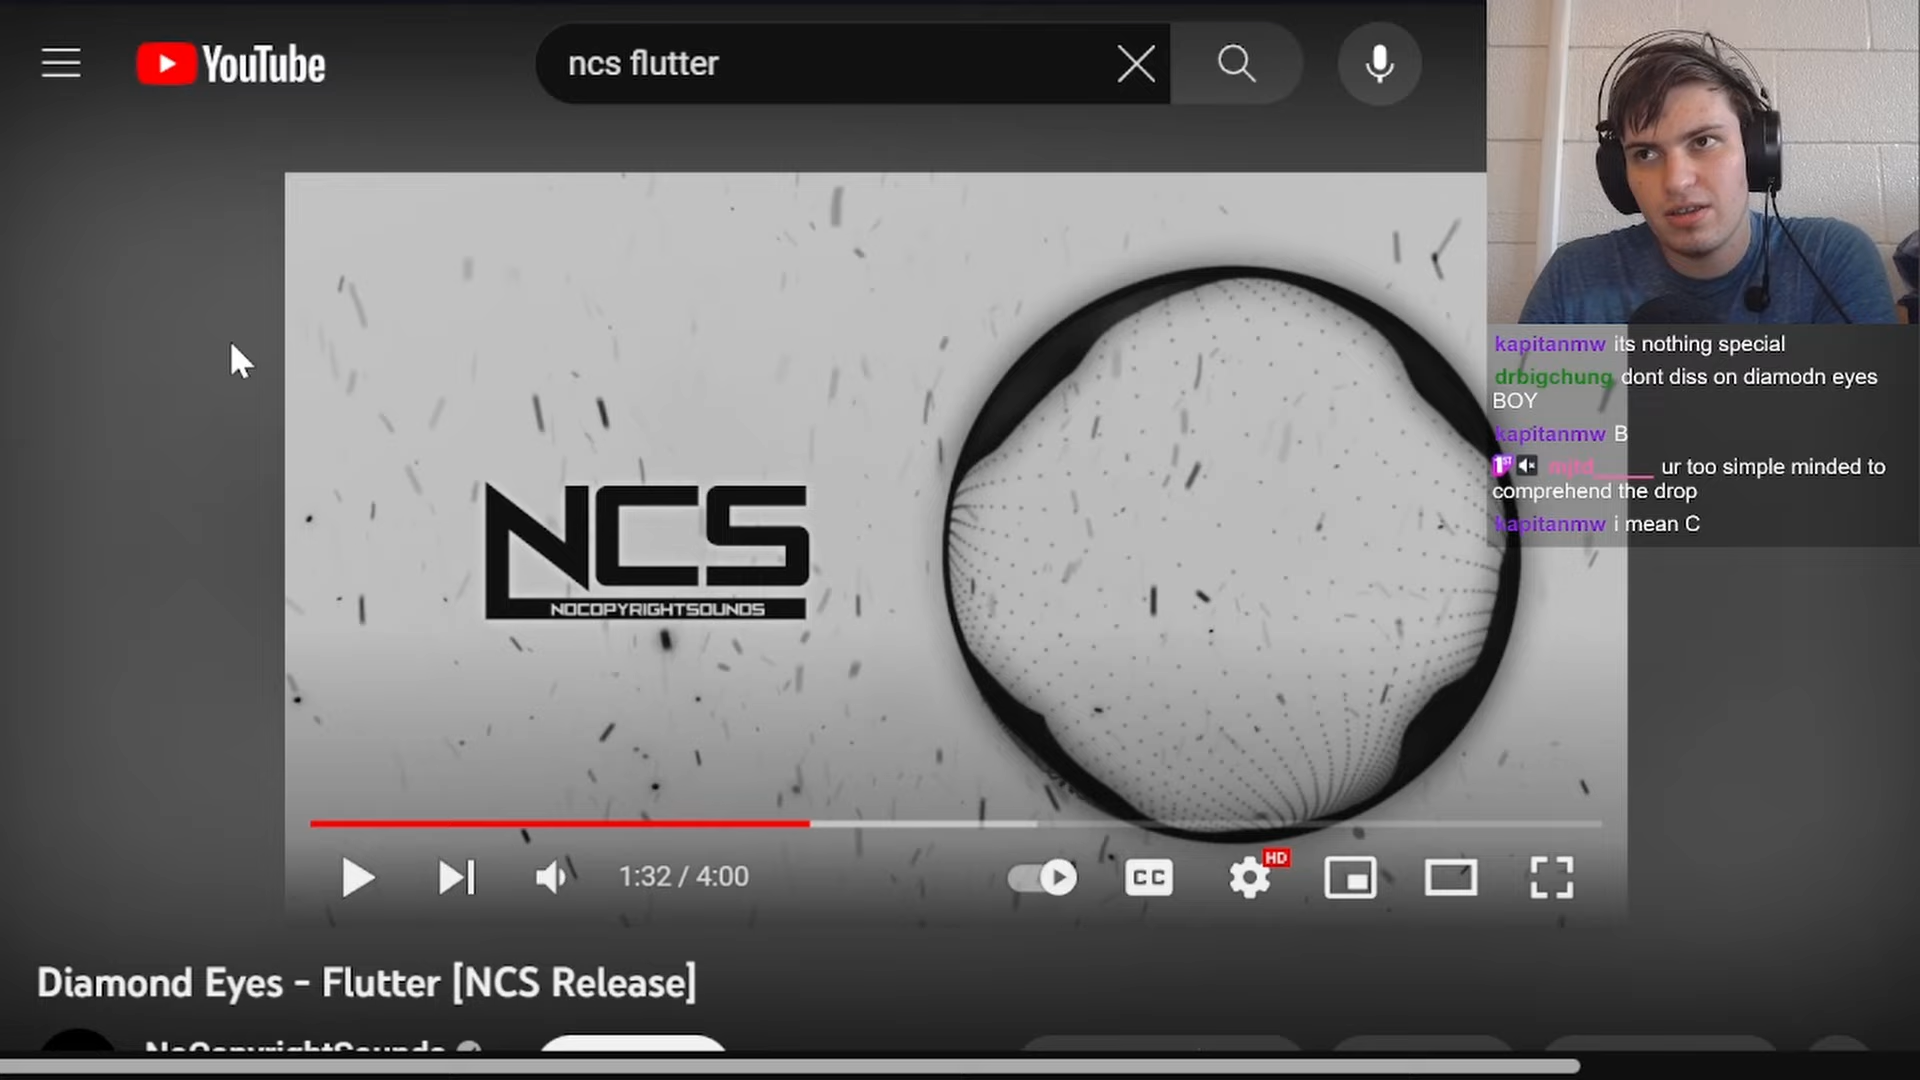 YouTube
ncs flutter
kapitanmw its nothing special
drbigchung dont diss on diamodn eyes
BOY
kapitanmw B
ur too simple minded to
comprehend the drop
kapitanmw i mean C
NCS
NOCOPYRIGHTSOUNDS
1:32 / 4:00
CC
HD
Diamond Eyes - Flutter [NCS Release]
NoCopyrightSounds